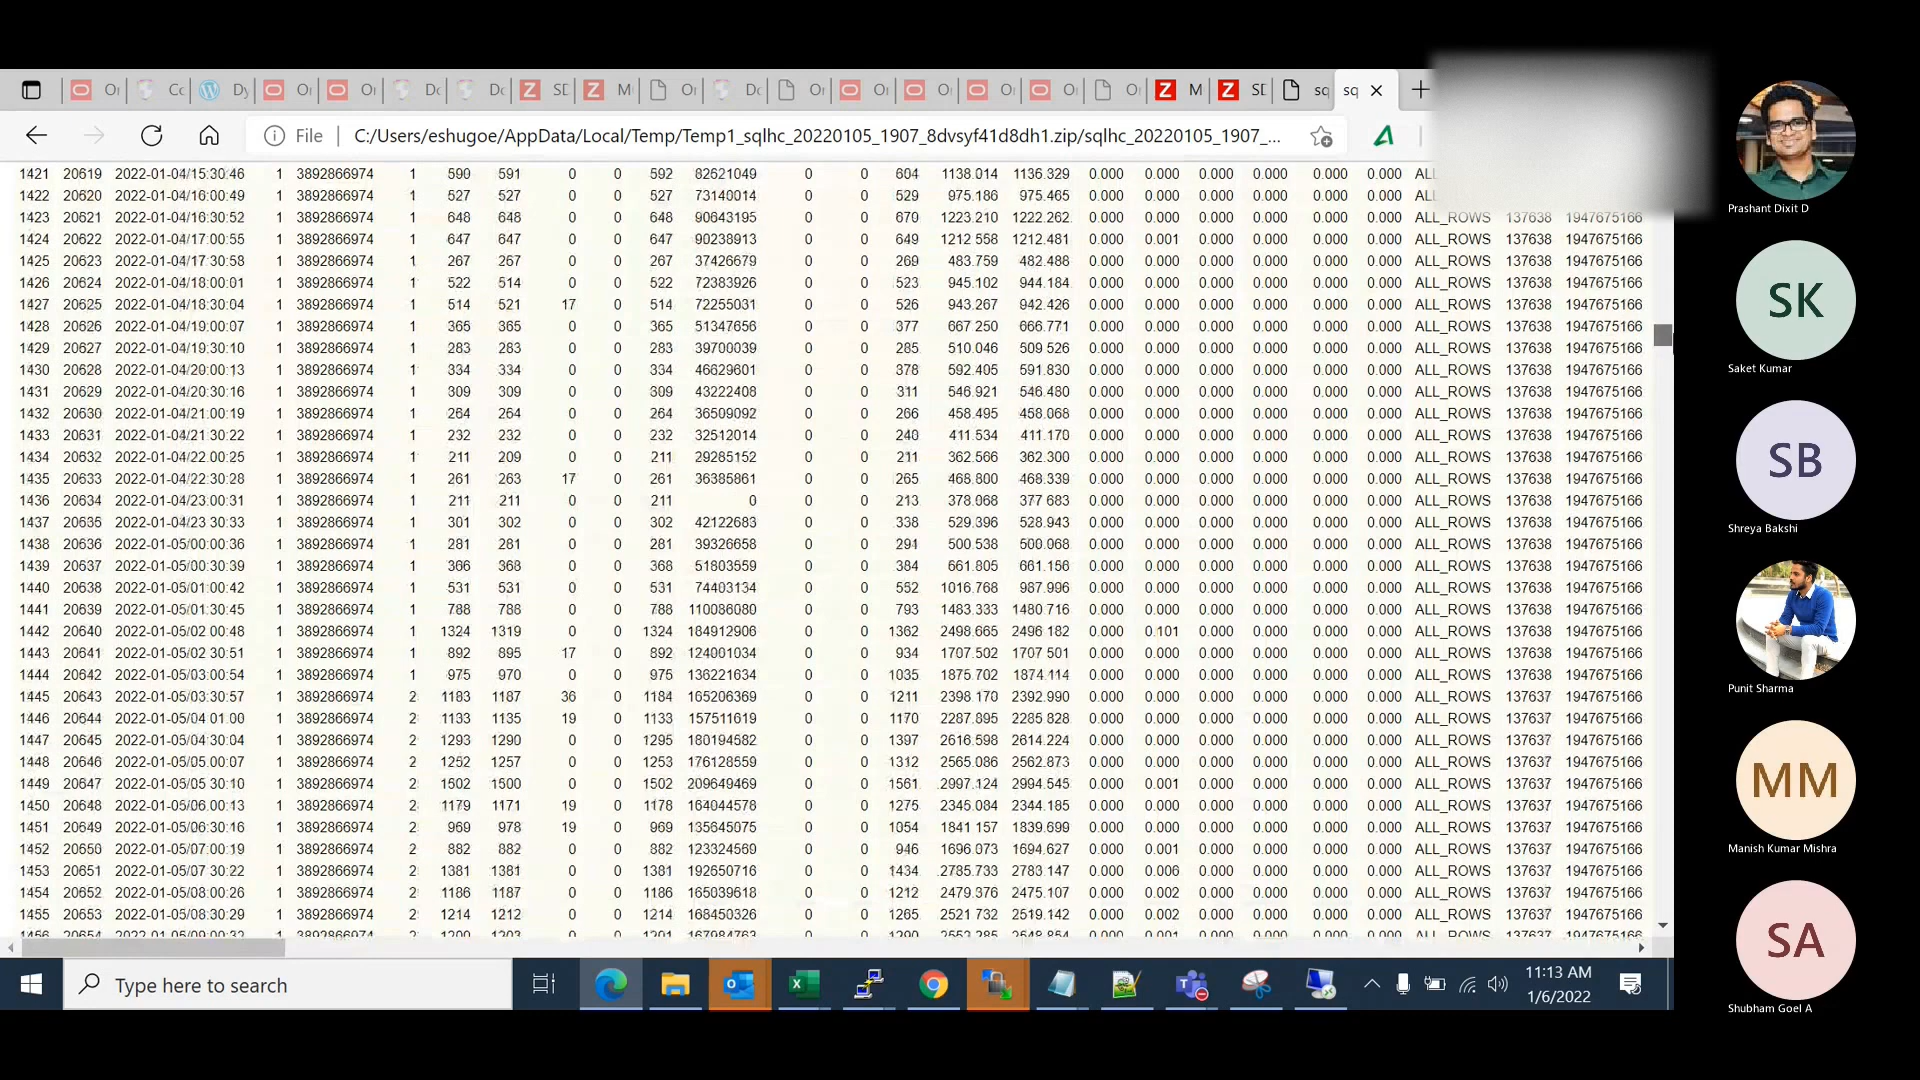 Or Co Dy Or Or Do Do SD M Or Do Or Or Or Or Or Or M SD sq sq
File C:/Users/eshugoe/AppData/Local/Temp/Temp1_sqlhc_20220105_1907_8dvsyf41d8dh1.zip/sqlhc_20220105_1907_...
1421 20619 2022-01-04/15:30:46 1 3892866974 1 590 591 0 0 592 82621049 0 0 604 1138.014 1136.329 0.000 0.000 0.000 0.000 0.000 ALL
1422 20620 2022-01-04/16:00:49 1 3892866974 1 527 527 0 0 527 73140014 0 0 529 975.186 975.465 0.000 0.000 0.000 0.000 0.000 ALL
1423 20621 2022-01-04/16:30:52 1 3892866974 1 648 648 0 0 648 90643195 0 0 670 1223.210 1222.262 0.000 0.000 0.000 0.000 0.000 ALL_ROWS 137638 1947675166
1424 20622 2022-01-04/17:00:55 1 3892866974 1 647 647 0 0 647 90238913 0 0 649 1212.558 1212.481 0.000 0.001 0.000 0.000 0.000 ALL_ROWS 137638 1947675166
1425 20623 2022-01-04/17:30:58 1 3892866974 1 267 267 0 0 267 37426679 0 0 269 483.759 482.488 0.000 0.000 0.000 0.000 0.000 ALL_ROWS 137638 1947675166
1426 20624 2022-01-04/18:00:01 1 3892866974 1 522 514 0 0 522 72383926 0 0 523 945.102 944.184 0.000 0.000 0.000 0.000 0.000 ALL_ROWS 137638 1947675166
1427 20625 2022-01-04/18:30:04 1 3892866974 1 514 521 17 0 514 72255031 0 0 526 943.267 942.426 0.000 0.000 0.000 0.000 0.000 ALL_ROWS 137638 1947675166
1428 20626 2022-01-04/19:00:07 1 3892866974 1 365 365 0 0 365 51347656 0 0 377 667.250 666.771 0.000 0.000 0.000 0.000 0.000 ALL_ROWS 137638 1947675166
1429 20627 2022-01-04/19:30:10 1 3892866974 1 283 283 0 0 283 39700039 0 0 285 510.046 509.526 0.000 0.000 0.000 0.000 0.000 ALL_ROWS 137638 1947675166
1430 20628 2022-01-04/20:00:13 1 3892866974 1 334 334 0 0 334 46629601 0 0 378 592.405 591.830 0.000 0.000 0.000 0.000 0.000 ALL_ROWS 137638 1947675166
1431 20629 2022-01-04/20:30:16 1 3892866974 1 309 309 0 0 309 43222408 0 0 311 546.921 546.480 0.000 0.000 0.000 0.000 0.000 ALL_ROWS 137638 1947675166
1432 20630 2022-01-04/21:00:19 1 3892866974 1 264 264 0 0 264 36509092 0 0 266 458.495 458.068 0.000 0.000 0.000 0.000 0.000 ALL_ROWS 137638 1947675166
1433 20631 2022-01-04/21:30:22 1 3892866974 1 232 232 0 0 232 32512014 0 0 240 411.534 411.170 0.000 0.000 0.000 0.000 0.000 ALL_ROWS 137638 1947675166
1434 20632 2022-01-04/22:00:25 1 3892866974 1 211 209 0 0 211 29285152 0 0 211 362.566 362.300 0.000 0.000 0.000 0.000 0.000 ALL_ROWS 137638 1947675166
1435 20633 2022-01-04/22:30:28 1 3892866974 1 261 263 17 0 261 36385861 0 0 265 468.800 468.339 0.000 0.000 0.000 0.000 0.000 ALL_ROWS 137638 1947675166
1436 20634 2022-01-04/23:00:31 1 3892866974 1 211 211 0 0 211 0 0 0 213 378.068 377.683 0.000 0.000 0.000 0.000 0.000 ALL_ROWS 137638 1947675166
1437 20635 2022-01-04/23:30:33 1 3892866974 1 301 302 0 0 302 42122683 0 0 338 529.396 528.943 0.000 0.000 0.000 0.000 0.000 ALL_ROWS 137638 1947675166
1438 20636 2022-01-05/00:00:36 1 3892866974 1 281 281 0 0 281 39326658 0 0 291 500.538 500.068 0.000 0.000 0.000 0.000 0.000 ALL_ROWS 137638 1947675166
1439 20637 2022-01-05/00:30:39 1 3892866974 1 366 368 0 0 368 51803559 0 0 384 661.805 661.156 0.000 0.000 0.000 0.000 0.000 ALL_ROWS 137638 1947675166
1440 20638 2022-01-05/01:00:42 1 3892866974 1 531 531 0 0 531 74403134 0 0 552 1016.768 987.996 0.000 0.000 0.000 0.000 0.000 ALL_ROWS 137638 1947675166
1441 20639 2022-01-05/01:30:45 1 3892866974 1 788 788 0 0 788 110086080 0 0 793 1483.333 1480.716 0.000 0.000 0.000 0.000 0.000 ALL_ROWS 137638 1947675166
1442 20640 2022-01-05/02:00:48 1 3892866974 1 1324 1319 0 0 1324 184912906 0 0 1362 2498.665 2496.182 0.000 .101 0.000 0.000 0.000 ALL_ROWS 137638 1947675166
1443 20641 2022-01-05/02:30:51 1 3892866974 1 892 895 17 0 892 124001034 0 0 934 1707.502 1707.501 0.000 0.000 0.000 0.000 0.000 ALL_ROWS 137638 1947675166
1444 20642 2022-01-05/03:00:54 1 3892866974 1 975 970 0 0 975 136221634 0 0 1035 1875.702 1874.114 0.000 0.000 0.000 0.000 0.000 ALL_ROWS 137638 1947675166
1445 20643 2022-01-05/03:30:57 1 3892866974 2 1183 1187 36 0 1184 165206369 0 0 1211 2398.170 2392.990 0.000 0.000 0.000 0.000 0.000 ALL_ROWS 137637 1947675166
1446 20644 2022-01-05/04:01:00 1 3892866974 2 1133 1135 19 0 1133 157511619 0 0 1170 2287.895 2285.828 0.000 0.000 0.000 0.000 0.000 ALL_ROWS 137637 1947675166
1447 20645 2022-01-05/04:30:04 1 3892866974 2 1293 1290 0 0 1295 180194582 0 0 1397 2616.598 2614.224 0.000 0.000 0.000 0.000 0.000 ALL_ROWS 137637 1947675166
1448 20646 2022-01-05/05:00:07 1 3892866974 2 1252 1257 0 0 1253 176128559 0 0 1312 2565.086 2562.873 0.000 0.000 0.000 0.000 0.000 ALL_ROWS 137637 1947675166
1449 20647 2022-01-05/05:30:10 1 3892866974 2 1502 1500 0 0 1502 209649469 0 0 1561 2997.124 2994.545 0.000 0.001 0.000 0.000 0.000 ALL_ROWS 137637 1947675166
1450 20648 2022-01-05/06:00:13 1 3892866974 2 1179 1171 19 0 1178 164044578 0 0 1275 2345.084 2344.185 0.000 0.000 0.000 0.000 0.000 ALL_ROWS 137637 1947675166
1451 20649 2022-01-05/06:30:16 1 3892866974 2 969 978 19 0 969 135645075 0 0 1054 1841.157 1839.699 0.000 0.000 0.000 0.000 0.000 ALL_ROWS 137637 1947675166
1452 20650 2022-01-05/07:00:19 1 3892866974 2 882 882 0 0 882 123324569 0 0 946 1696.073 1694.627 0.000 0.001 0.000 0.000 0.000 ALL_ROWS 137637 1947675166
1453 20651 2022-01-05/07:30:22 1 3892866974 2 1381 1381 0 0 1381 192650716 0 0 1434 2785.733 2783.147 0.000 0.006 0.000 0.000 0.000 ALL_ROWS 137637 1947675166
1454 20652 2022-01-05/08:00:26 1 3892866974 2 1186 1187 0 0 1186 165039618 0 0 1212 2479.376 2475.107 0.000 0.002 0.000 0.000 0.000 ALL_ROWS 137637 1947675166
1455 20653 2022-01-05/08:30:29 1 3892866974 2 1214 1212 0 0 1214 168450326 0 0 1265 2521.732 2519.142 0.000 0.002 0.000 0.000 0.000 ALL_ROWS 137637 1947675166
1456 20654 2022-01-05/09:00:32 1 3892866974 2 1200 1203 0 0 1201 167984763 0 0 1290 2552.285 2548.854 0.000 0.001 0.000 0.000 0.000 ALL_ROWS 137637 1947675166
Type here to search
11:13 AM
1/6/2022
Prashant Dixit D
SK
Saket Kumar
SB
Shreya Bakshi
Punit Sharma
MM
Manish Kumar Mishra
SA
Shubham Goel A